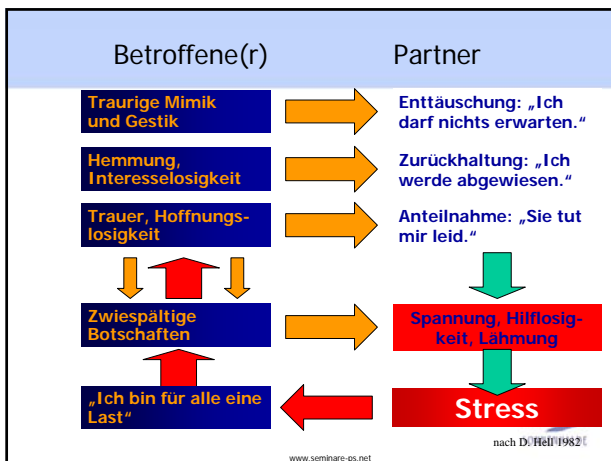 Betroffene(r)
Partner
Traurige Mimik
und Gestik
Enttäuschung: „Ich
darf nichts erwarten.“
Hemmung,
Interesselosigkeit
Zurückhaltung: „Ich
werde abgewiesen.“
Trauer, Hoffnungs-
losigkeit
Anteilnahme: „Sie tut
mir leid.“
Zwiespältige
Botschaften
Spannung, Hilflosig-
keit, Lähmung
„Ich bin für alle eine
Last“
Stress
nach D. Hell 1982
www.seminare-ps.net